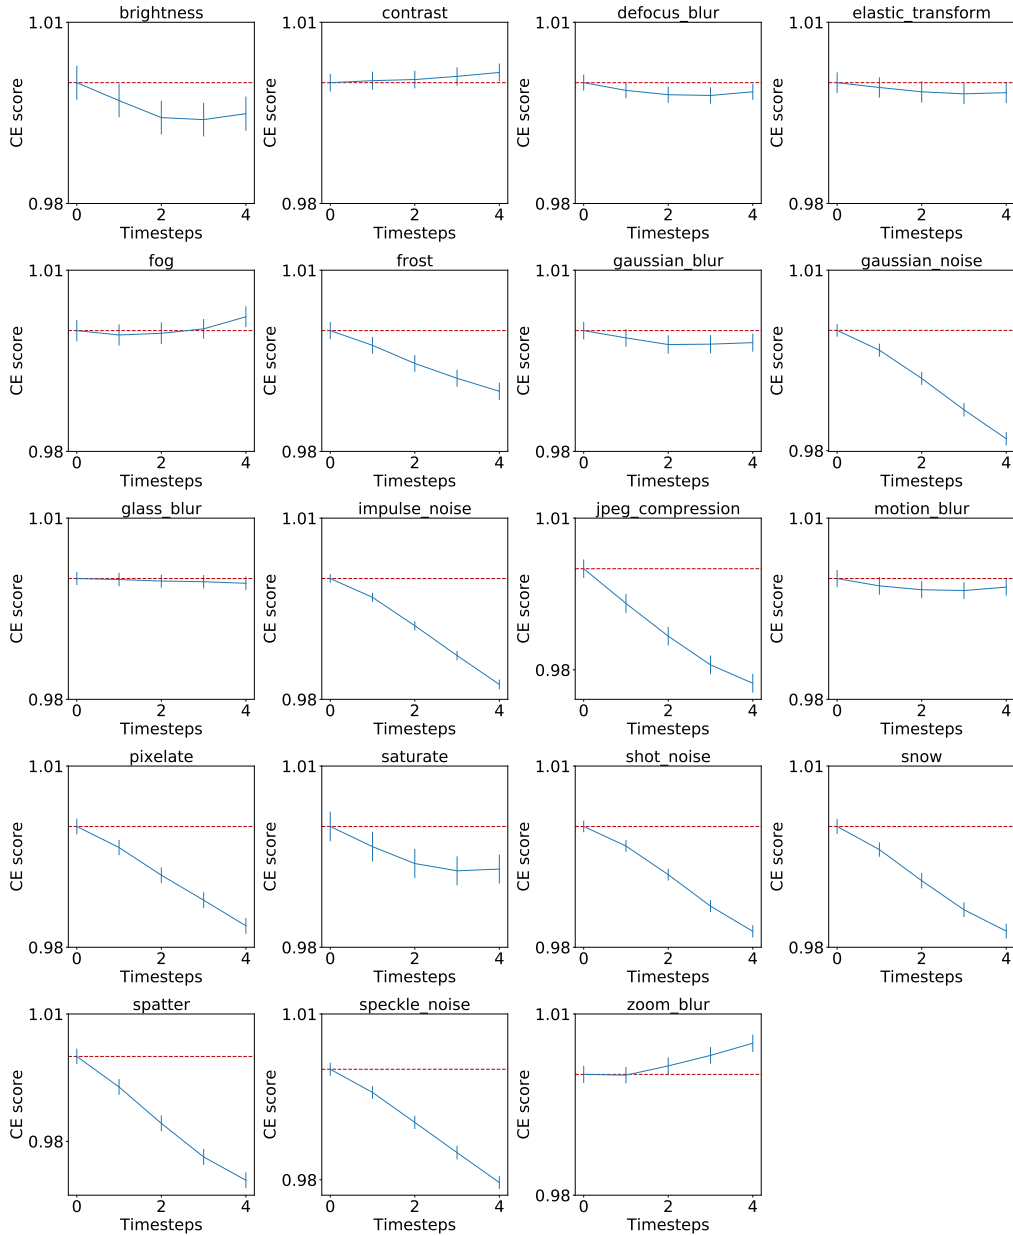 brightness contrast defocus_blur elastic_transform
1.01 1.01 1.01 1.01
CE score CE score CE score CE score
0.98 0.98 0.98 0.98
0 2 4 0 2 4 0 2 4 0 2 4
Timesteps Timesteps Timesteps Timesteps
fog frost gaussian_blur gaussian_noise
1.01 1.01 1.01 1.01
CE score CE score CE score CE score
0.98 0.98 0.98 0.98
0 2 4 0 2 4 0 2 4 0 2 4
Timesteps Timesteps Timesteps Timesteps
glass_blur impulse_noise jpeg_compression motion_blur
1.01 1.01 1.01 1.01
CE score CE score CE score CE score
0.98 0.98 0.98 0.98
0 2 4 0 2 4 0 2 4 0 2 4
Timesteps Timesteps Timesteps Timesteps
pixelate saturate shot_noise snow
1.01 1.01 1.01 1.01
CE score CE score CE score CE score
0.98 0.98 0.98 0.98
0 2 4 0 2 4 0 2 4 0 2 4
Timesteps Timesteps Timesteps Timesteps
spatter speckle_noise zoom_blur
1.01 1.01 1.01
CE score CE score CE score
0.98 0.98 0.98
0 2 4 0 2 4 0 2 4
Timesteps Timesteps Timesteps